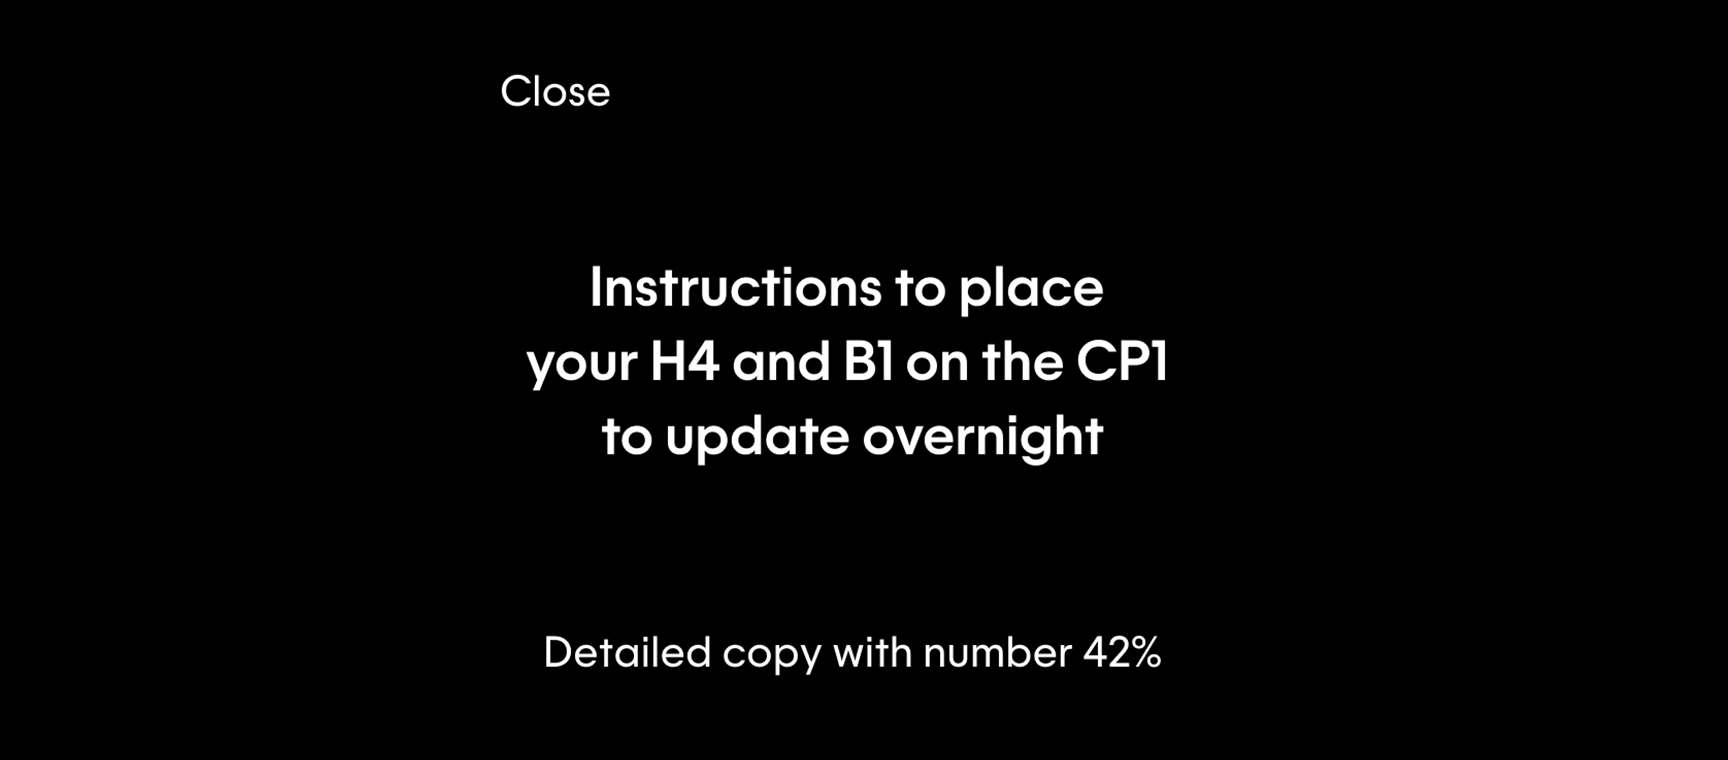 Close
Instructions to place
your H4 and B1 on the CP1
to update overnight
Detailed copy with number 42%